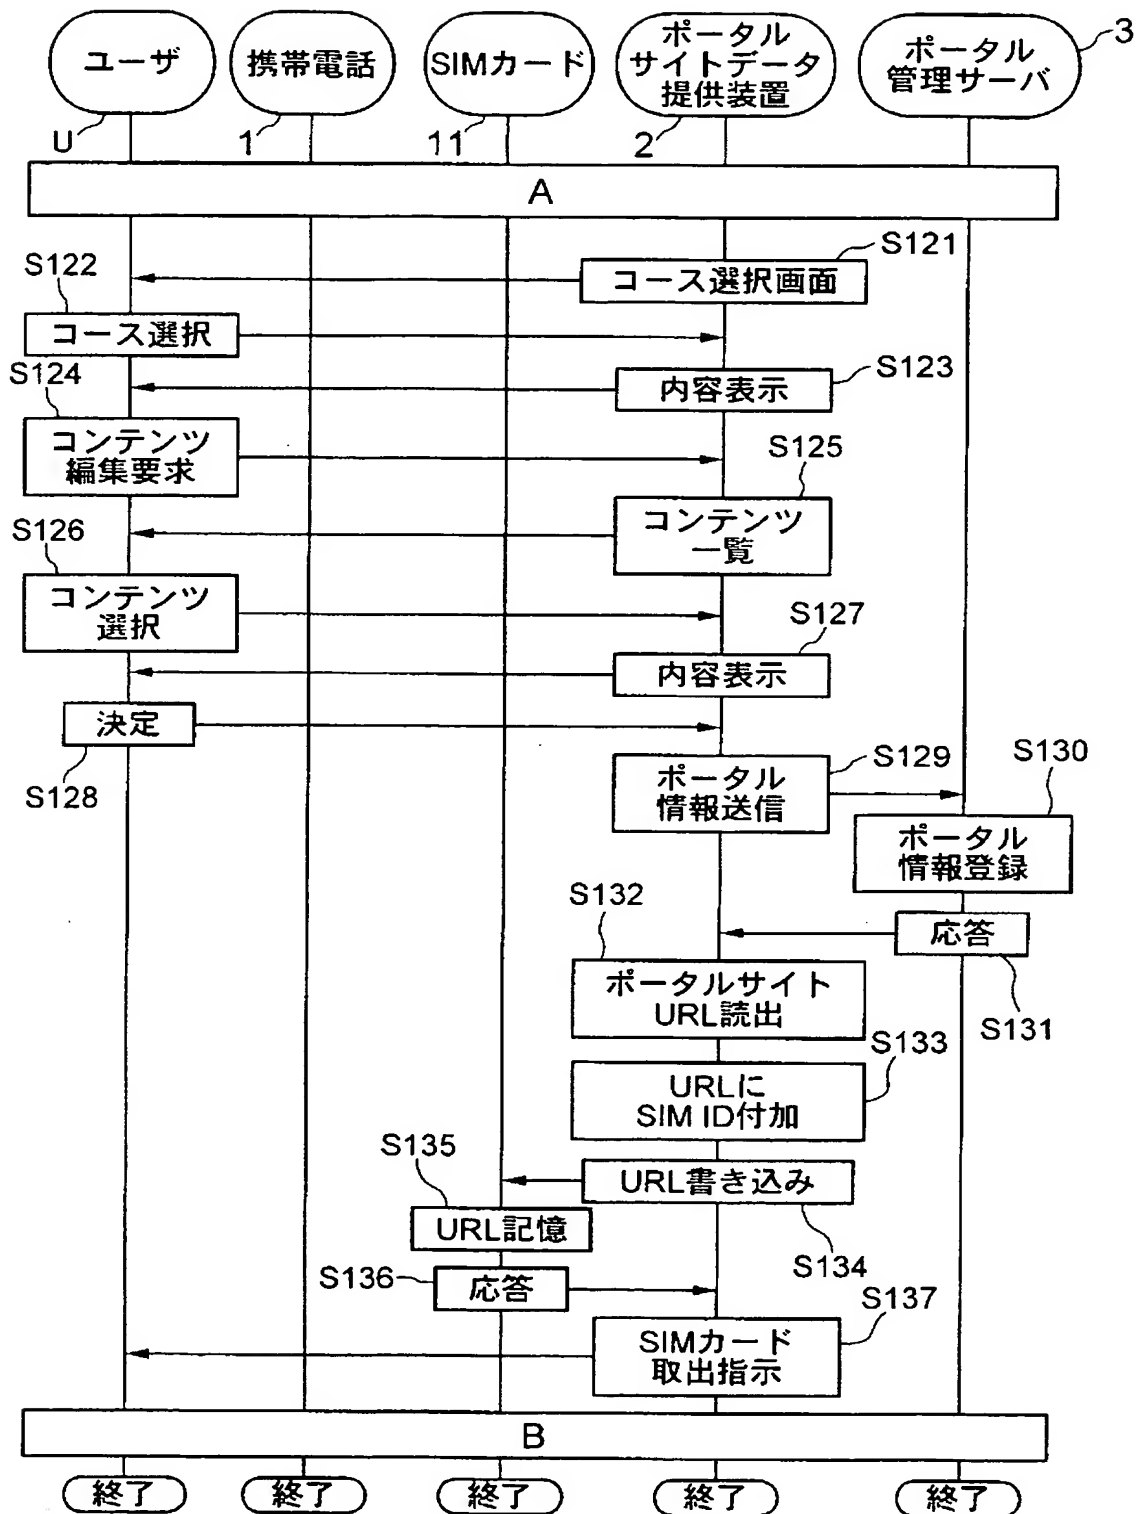 ユーザ
携帯電話
SIMカード
ポータル
サイトデータ
提供装置
ポータル
管理サーバ
3
U
1
11
2
A
S121
コース選択画面
S122
コース選択
S123
内容表示
S124
コンテンツ
編集要求
S125
コンテンツ
一覧
S126
コンテンツ
選択
S127
内容表示
決定
S128
S129
ポータル
情報送信
S130
ポータル
情報登録
応答
S131
S132
ポータルサイト
URL読出
S133
URLに
SIM ID付加
URL書き込み
S134
S135
URL記憶
S136
応答
S137
SIMカード
取出指示
B
終了
終了
終了
終了
終了